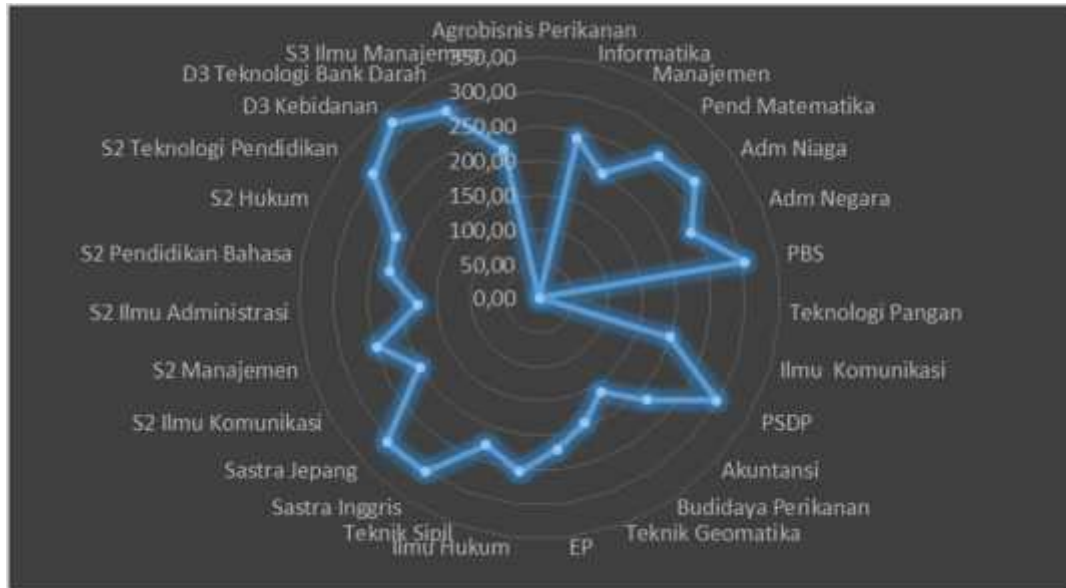 Agrobisnis Perikanan
Informatika
Manajemen
Pend Matematika
Adm Niaga
Adm Negara
PBS
Teknologi Pangan
Ilmu Komunikasi
PSDP
Akuntansi
Budidaya Perikanan
Teknik Geomatika
EP
Ilmu Hukum
Teknik Sipil
Sastra Inggris
Sastra Jepang
S2 Ilmu Komunikasi
S2 Manajemen
S2 Ilmu Administrasi
S2 Pendidikan Bahasa
S2 Hukum
S2 Teknologi Pendidikan
D3 Kebidanan
D3 Teknologi Bank Darah
S3 Ilmu Manajemen
350,00
300,00
250,00
200,00
150,00
100,00
50,00
0,00